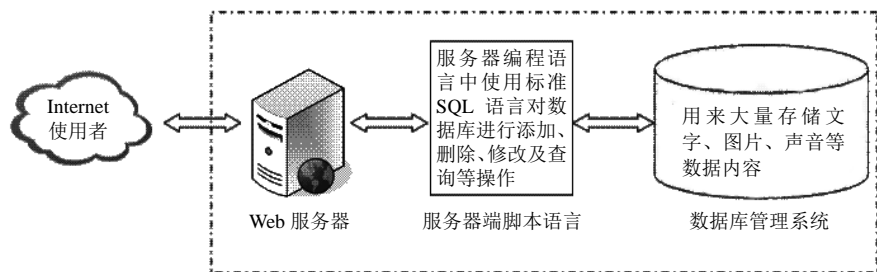 Internet
使用者
Web 服务器
服务器编程语
言中使用标准
SQL 语言对数
据库进行添加、
删除、修改及查
询等操作
服务器端脚本语言
用来大量存储文
字、图片、声音等
数据内容
数据库管理系统